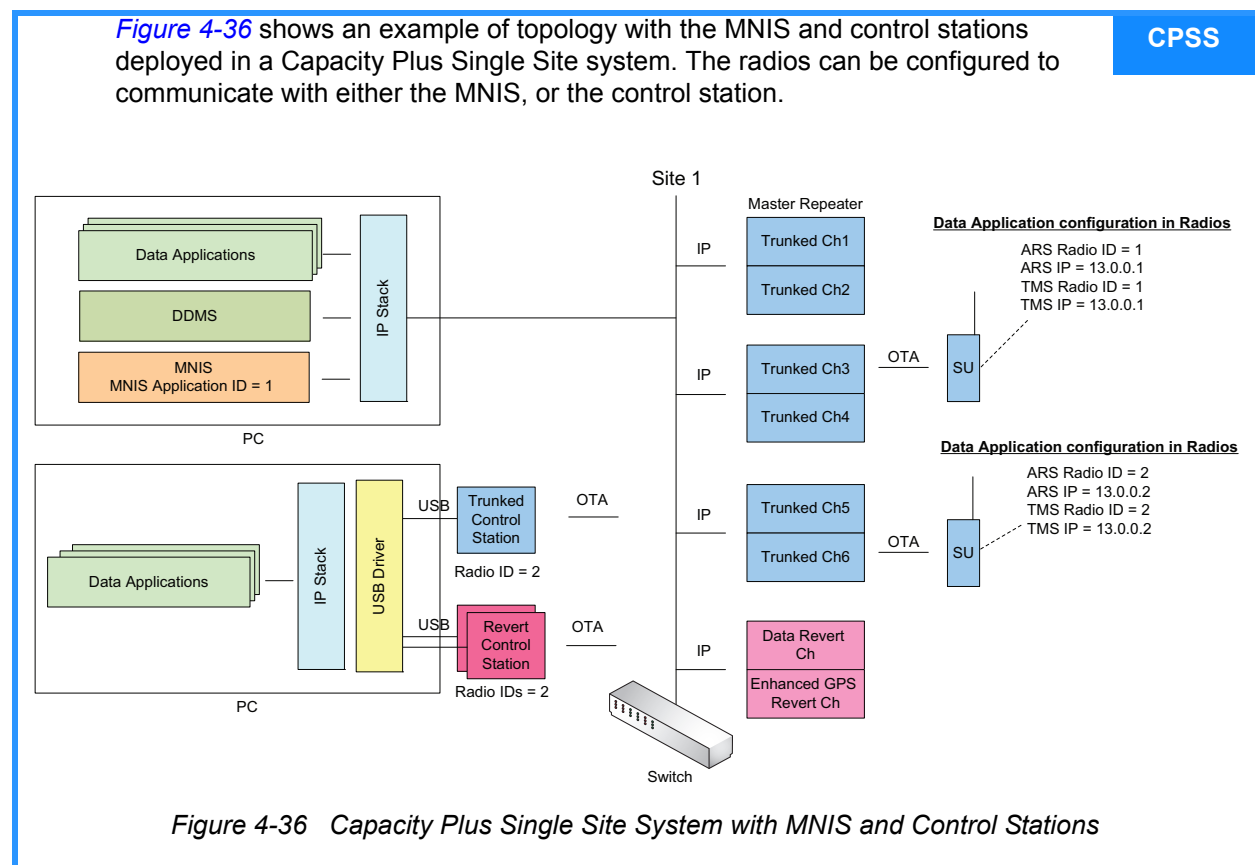 Figure 4-36 shows an example of topology with the MNIS and control stations
deployed in a Capacity Plus Single Site system. The radios can be configured to
communicate with either the MNIS, or the control station.
CPSS
Site 1
Data Applications
DDMS
MNIS
MNIS Application ID = 1
IP Stack
PC
Master Repeater
IP
Trunked Ch1
Trunked Ch2
IP
Trunked Ch3
Trunked Ch4
OTA
SU
Data Application configuration in Radios
ARS Radio ID = 1
ARS IP = 13.0.0.1
TMS Radio ID = 1
TMS IP = 13.0.0.1
Data Applications
IP Stack
USB Driver
PC
USB
Trunked
Control
Station
Radio ID = 2
OTA
USB
Revert
Control
Station
Radio IDs = 2
OTA
IP
Trunked Ch5
Trunked Ch6
OTA
SU
Data Application configuration in Radios
ARS Radio ID = 2
ARS IP = 13.0.0.2
TMS Radio ID = 2
TMS IP = 13.0.0.2
IP
Data Revert
Ch
Enhanced GPS
Revert Ch
Switch
Figure 4-36 Capacity Plus Single Site System with MNIS and Control Stations